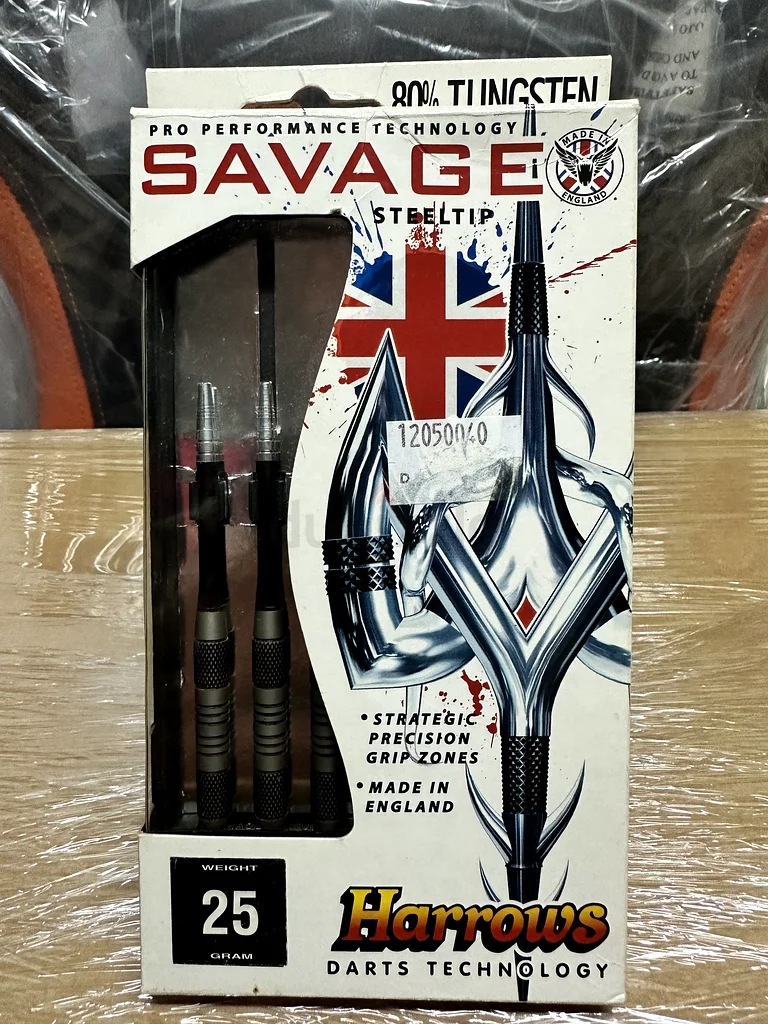 80% TUNGSTEN
PRO PERFORMANCE TECHNOLOGY
SAVAGE
STEELTIP
MADE IN
ENGLAND
12050040
D
• STRATEGIC
PRECISION
GRIP ZONES
• MADE IN
ENGLAND
WEIGHT
25
GRAM
Harrows
DARTS TECHNOLOGY